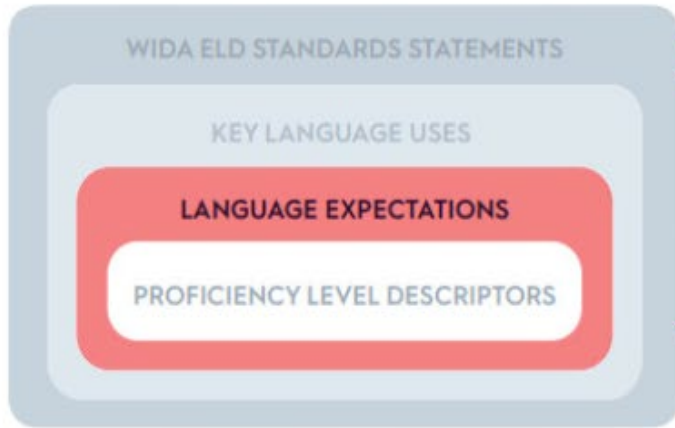 WIDA ELD STANDARDS STATEMENTS
KEY LANGUAGE USES
LANGUAGE EXPECTATIONS
PROFICIENCY LEVEL DESCRIPTORS